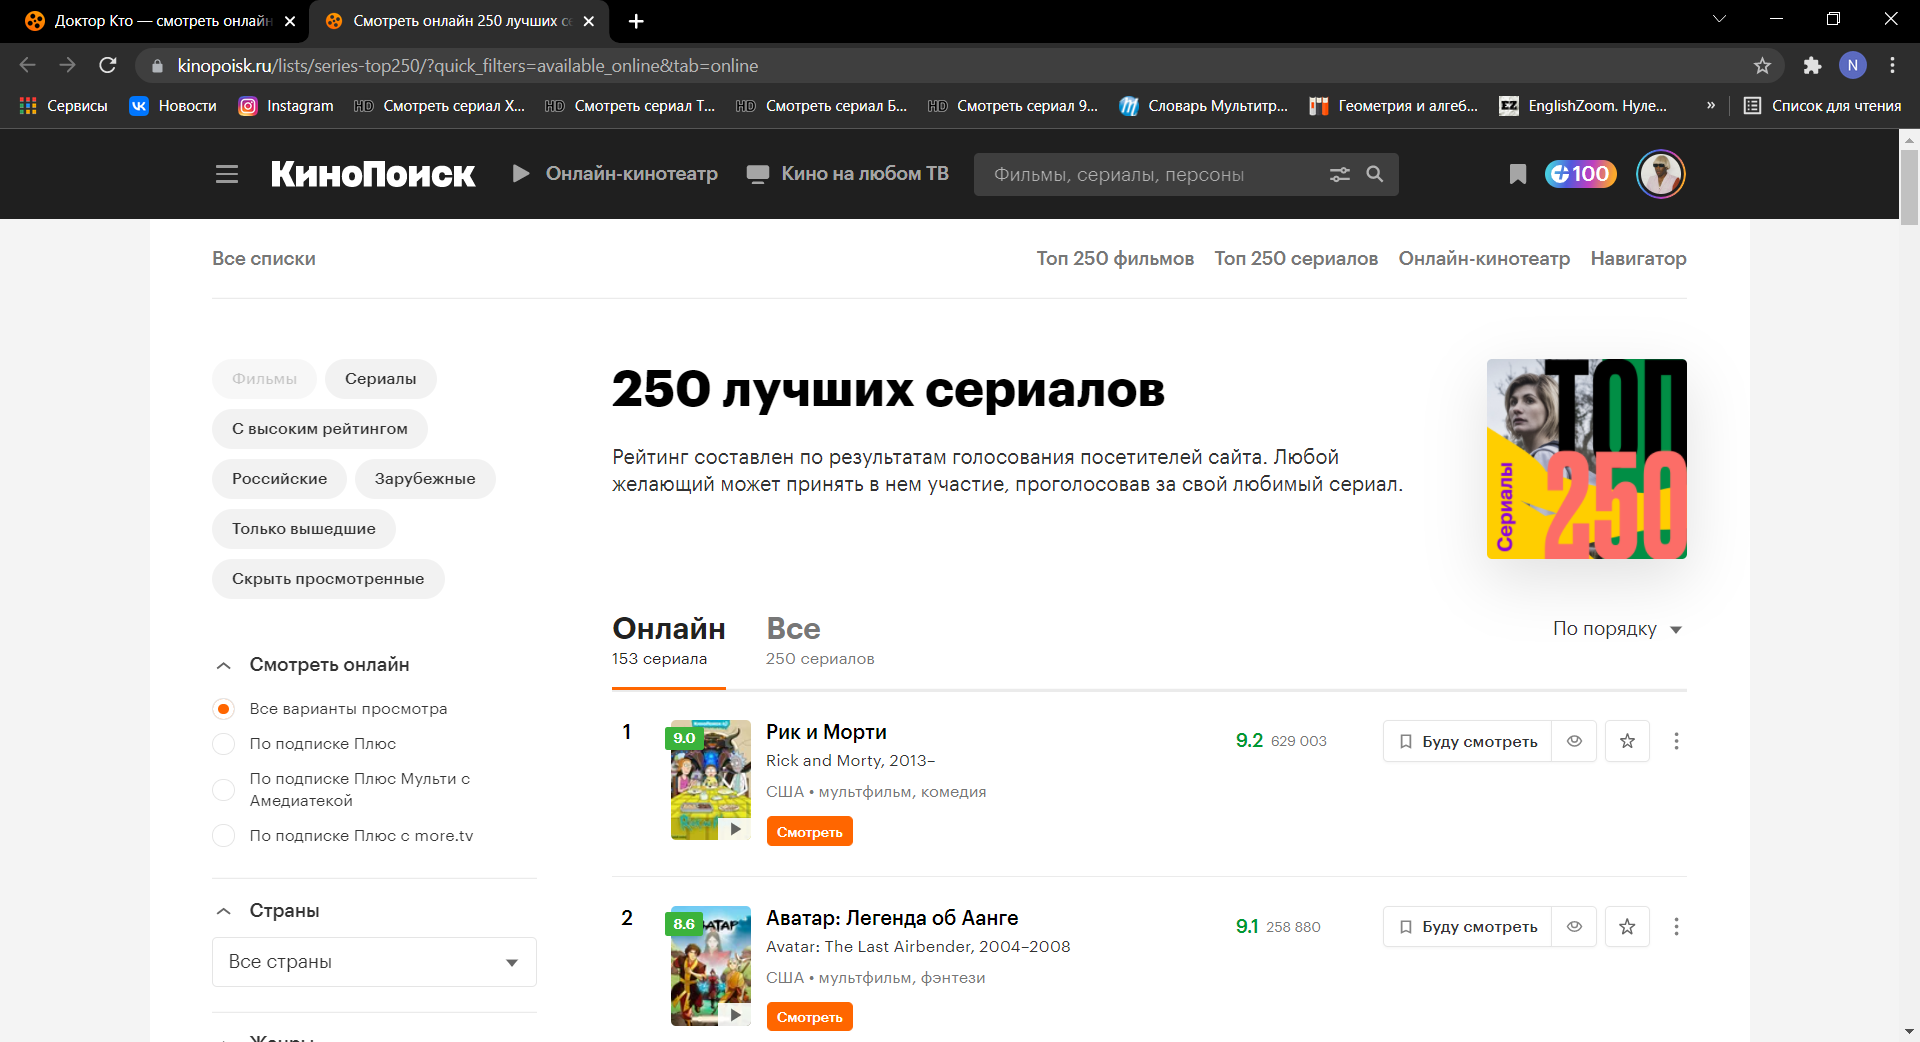 Доктор Кто — смотреть онлайн
Смотреть онлайн 250 лучших се
kinopoisk.ru/lists/series-top250/?quick_filters=available_online&tab=online
N
Сервисы
Новости
Instagram
HD Смотреть сериал Х...
HD Смотреть сериал Т...
HD Смотреть сериал Б...
HD Смотреть сериал 9...
Словарь Мультитр...
Геометрия и алгеб...
EZ EnglishZoom. Нуле...
»
Список для чтения
КиноПоиск
Онлайн-кинотеатр
Кино на любом ТВ
Фильмы, сериалы, персоны
100
Все списки
Топ 250 фильмов
Топ 250 сериалов
Онлайн-кинотеатр
Навигатор
Фильмы
Сериалы
С высоким рейтингом
Российские
Зарубежные
Только вышедшие
Скрыть просмотренные
250 лучших сериалов
Рейтинг составлен по результатам голосования посетителей сайта. Любой
желающий может принять в нем участие, проголосовав за свой любимый сериал.
ТОП
250
Сериалы
Онлайн
153 сериала
Все
250 сериалов
По порядку
Смотреть онлайн
Все варианты просмотра
По подписке Плюс
По подписке Плюс Мульти с
Амедиатекой
По подписке Плюс с more.tv
Страны
Все страны
Жанры
1
9.0
Рик и Морти
Rick and Morty, 2013–
США • мультфильм, комедия
Смотреть
9.2 629 003
Буду смотреть
2
8.6
АВАТАР
Аватар: Легенда об Аанге
Avatar: The Last Airbender, 2004–2008
США • мультфильм, фэнтези
Смотреть
9.1 258 880
Буду смотреть